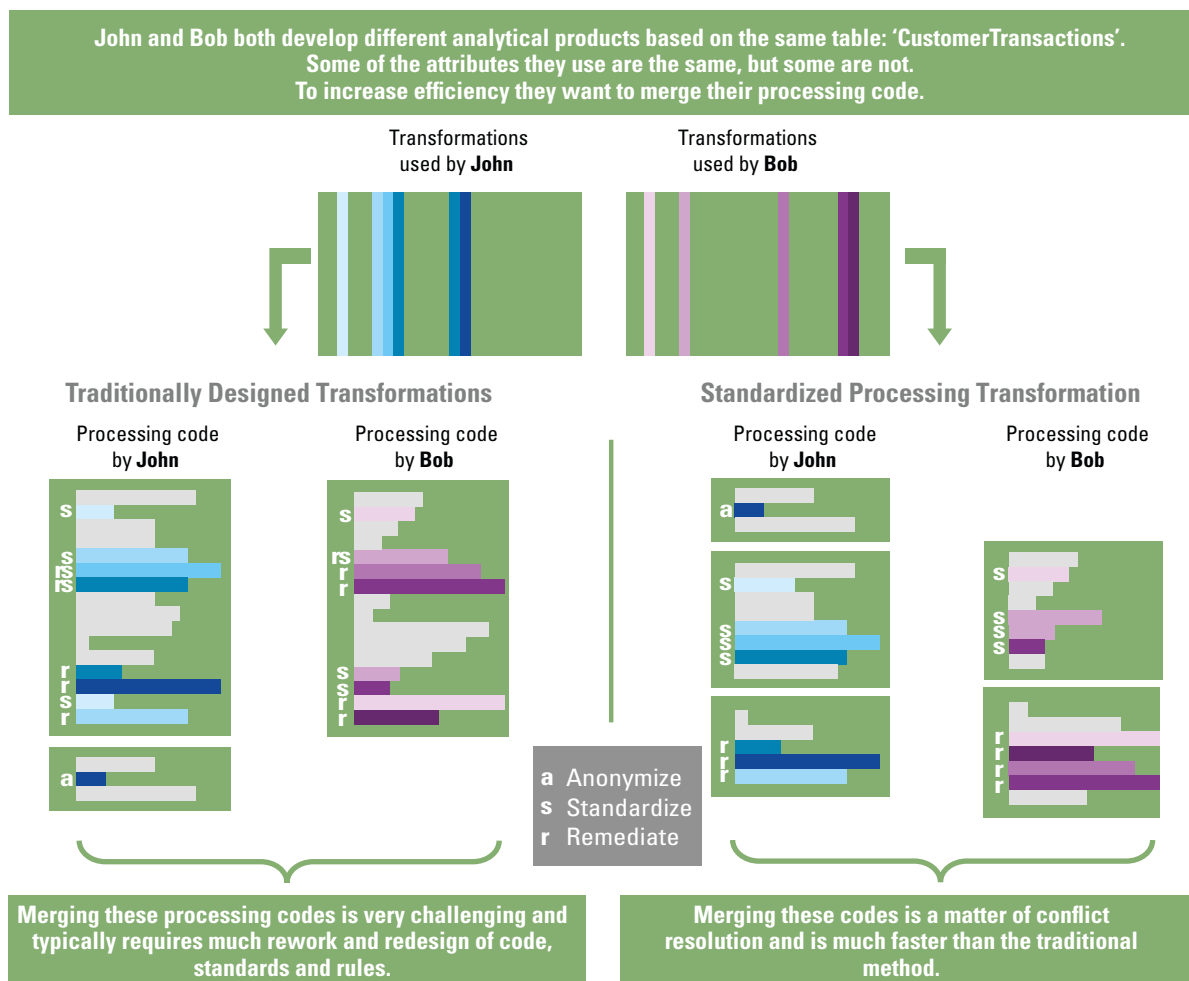 John and Bob both develop different analytical products based on the same table: ‘CustomerTransactions’.
Some of the attributes they use are the same, but some are not.
To increase efficiency they want to merge their processing code.
Transformations
used by John
Transformations
used by Bob
Traditionally Designed Transformations
Processing code
by John
Processing code
by Bob
s
s
rs
rs
r
r
s
r
a
s
rs
r
r
s
s
r
r
Standardized Processing Transformation
Processing code
by John
Processing code
by Bob
a
s
s
s
s
r
r
r
s
s
s
s
r
r
r
r
a Anonymize
s Standardize
r Remediate
Merging these processing codes is very challenging and
typically requires much rework and redesign of code,
standards and rules.
Merging these codes is a matter of conflict
resolution and is much faster than the traditional
method.